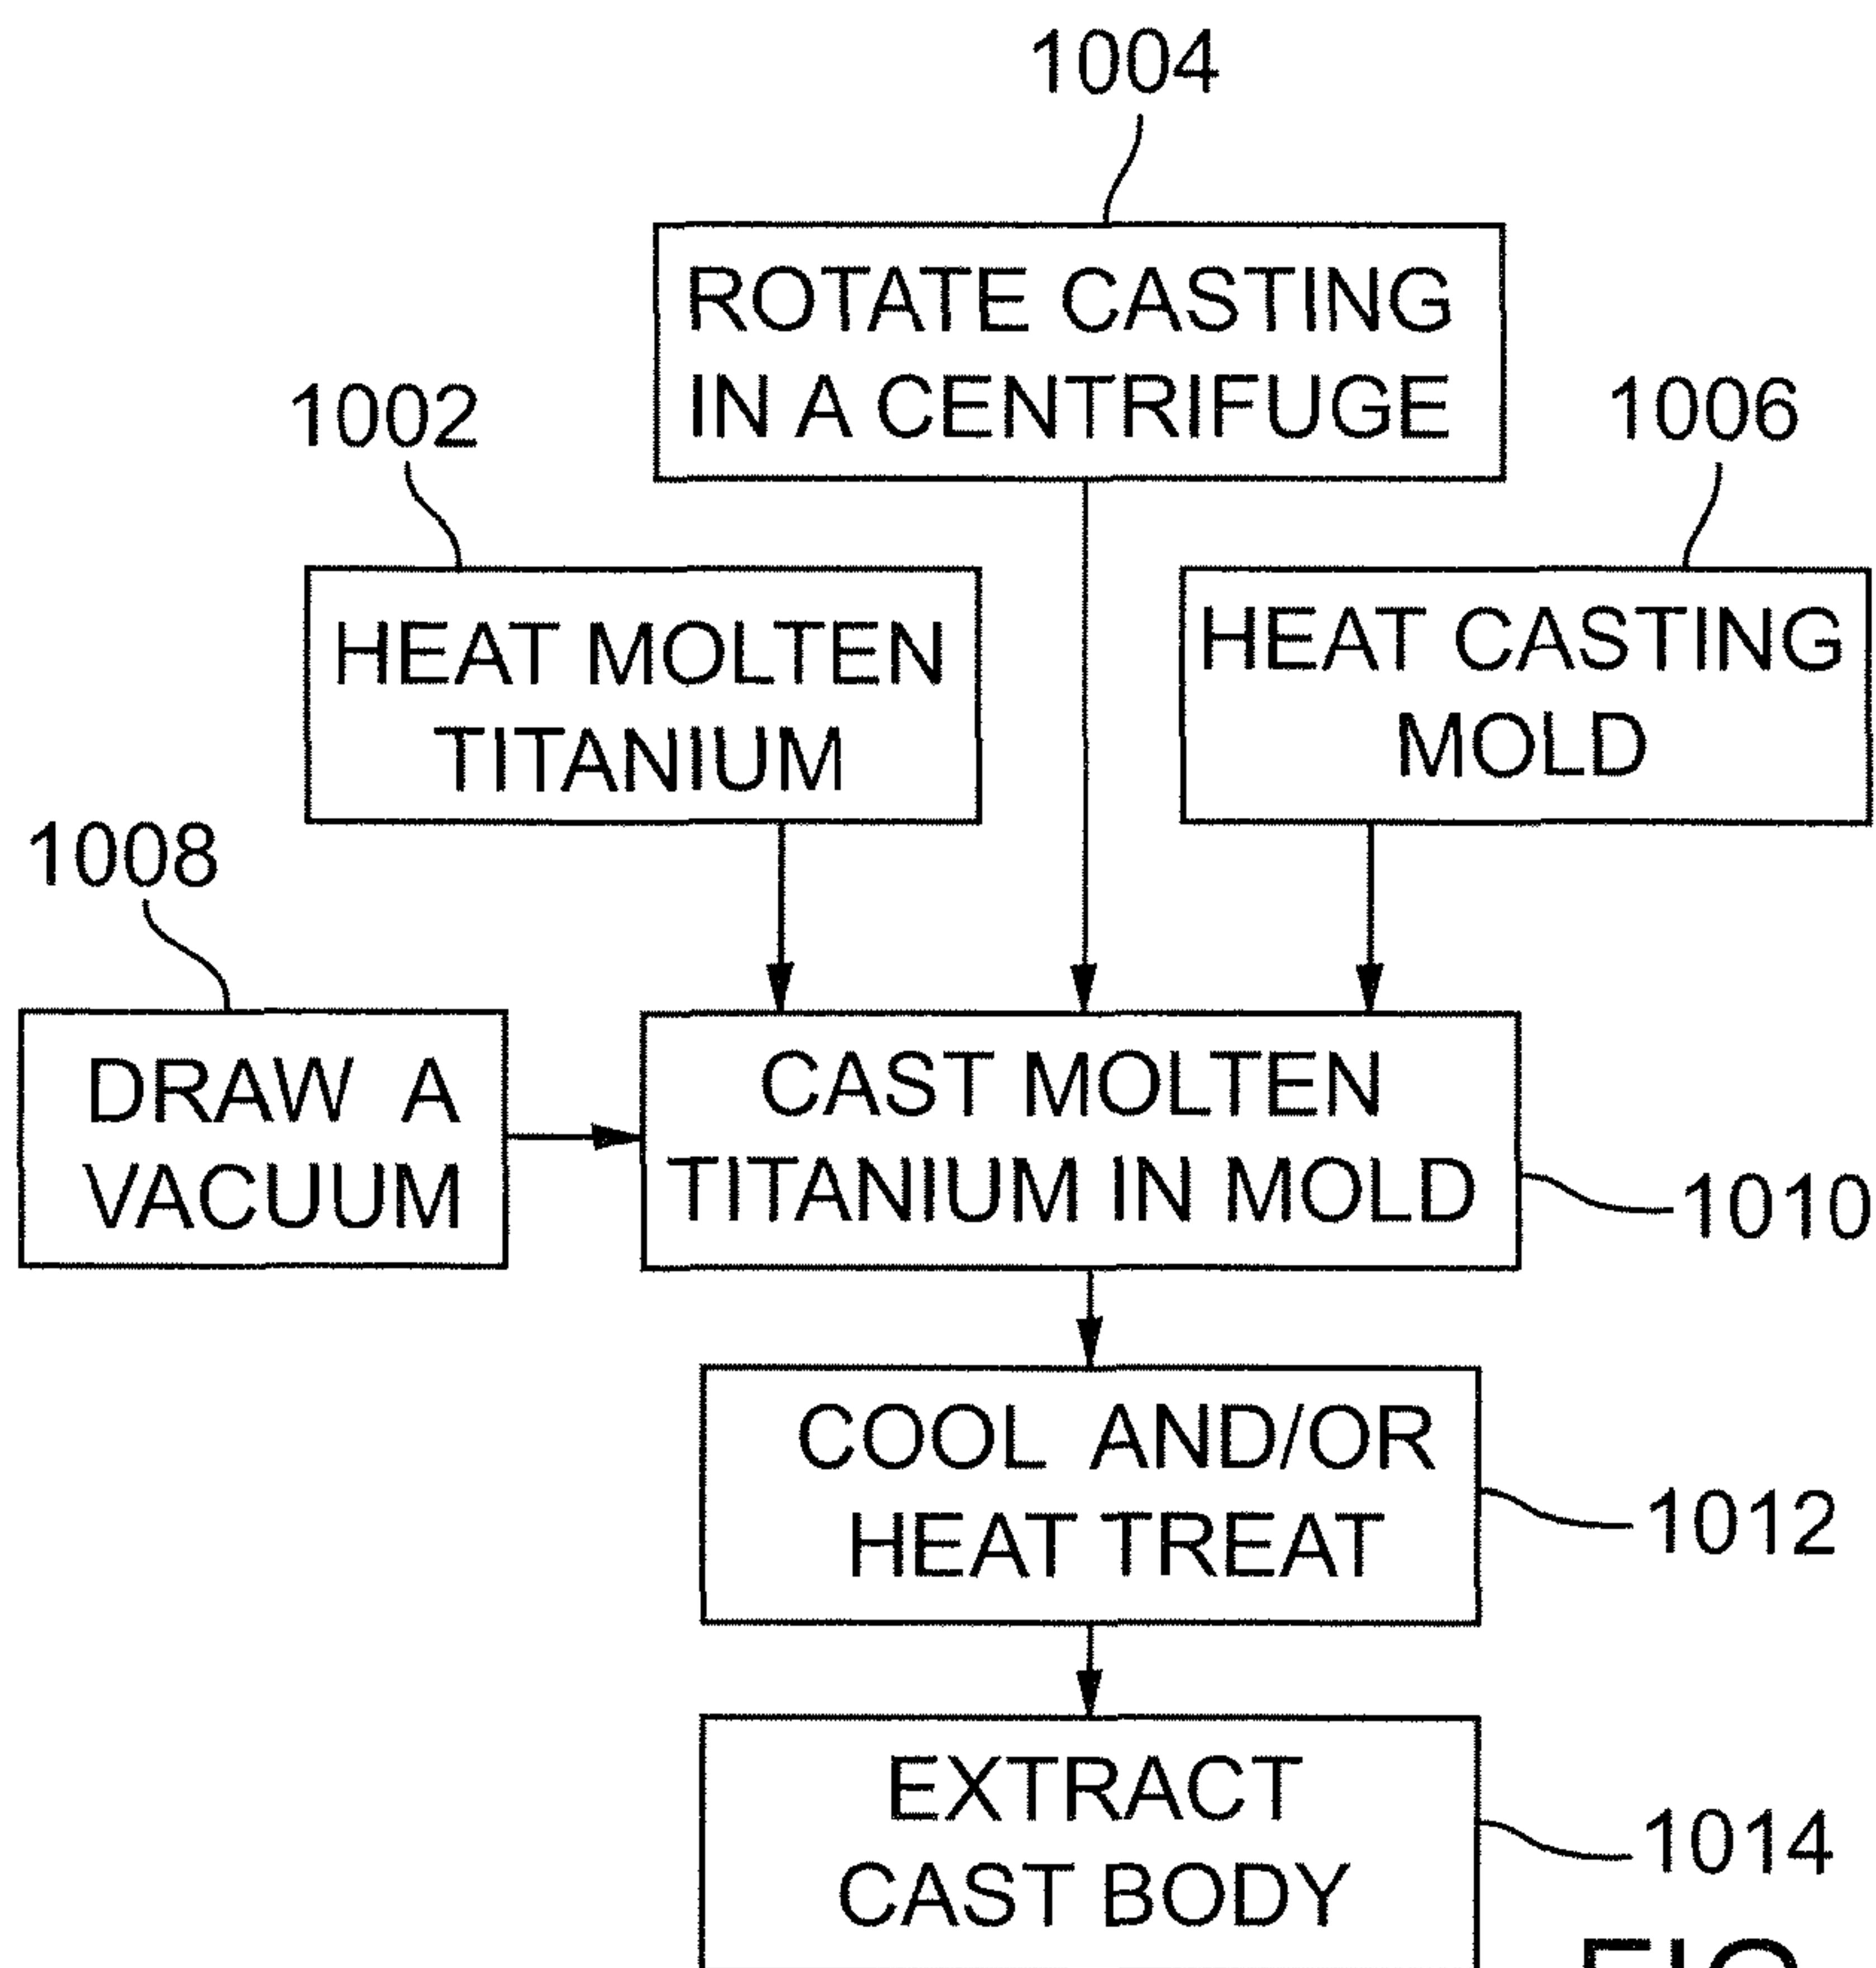 1004
ROTATE CASTING
IN A CENTRIFUGE
1002
1006
HEAT MOLTEN
TITANIUM
HEAT CASTING
MOLD
1008
DRAW A
VACUUM
CAST MOLTEN
TITANIUM IN MOLD
1010
COOL AND/OR
HEAT TREAT
1012
EXTRACT
CAST BODY
1014